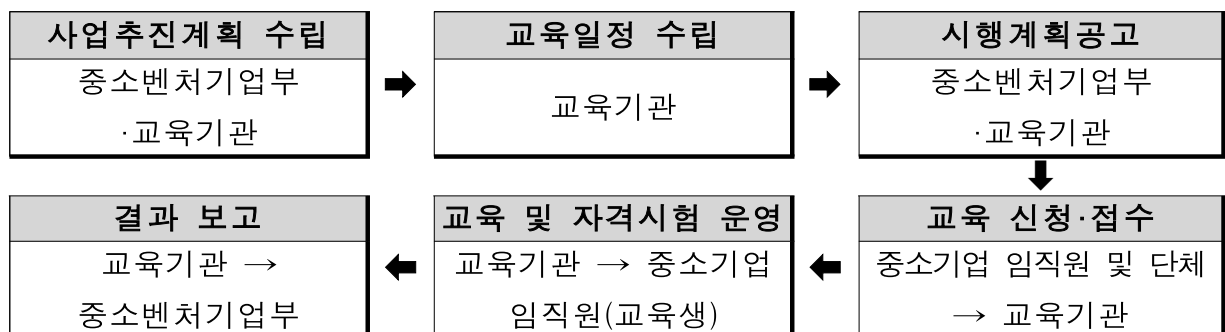 사업추진계획 수립
중소벤처기업부
·교육기관
교육일정 수립
교육기관
시행계획공고
중소벤처기업부
·교육기관
교육 신청·접수
중소기업 임직원 및 단체
→ 교육기관
교육 및 자격시험 운영
교육기관 → 중소기업
임직원(교육생)
결과 보고
교육기관 →
중소벤처기업부